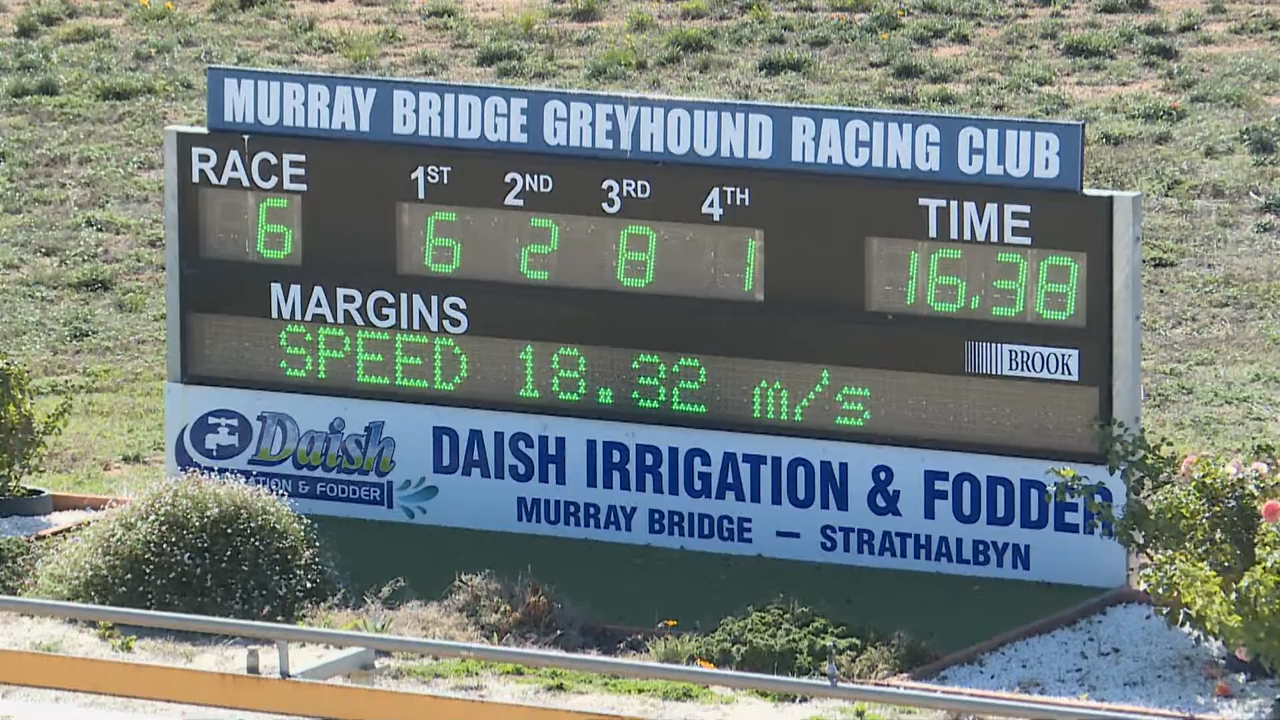 MURRAY BRIDGE GREYHOUND RACING CLUB
RACE 1ST 2ND 3RD 4TH TIME
6 6 2 8 1 16.38
MARGINS
BROOK
SPEED 18.32 m/s
Daish
& FODDER
DAISH IRRIGATION & FODDER
MURRAY BRIDGE — STRATHALBYN